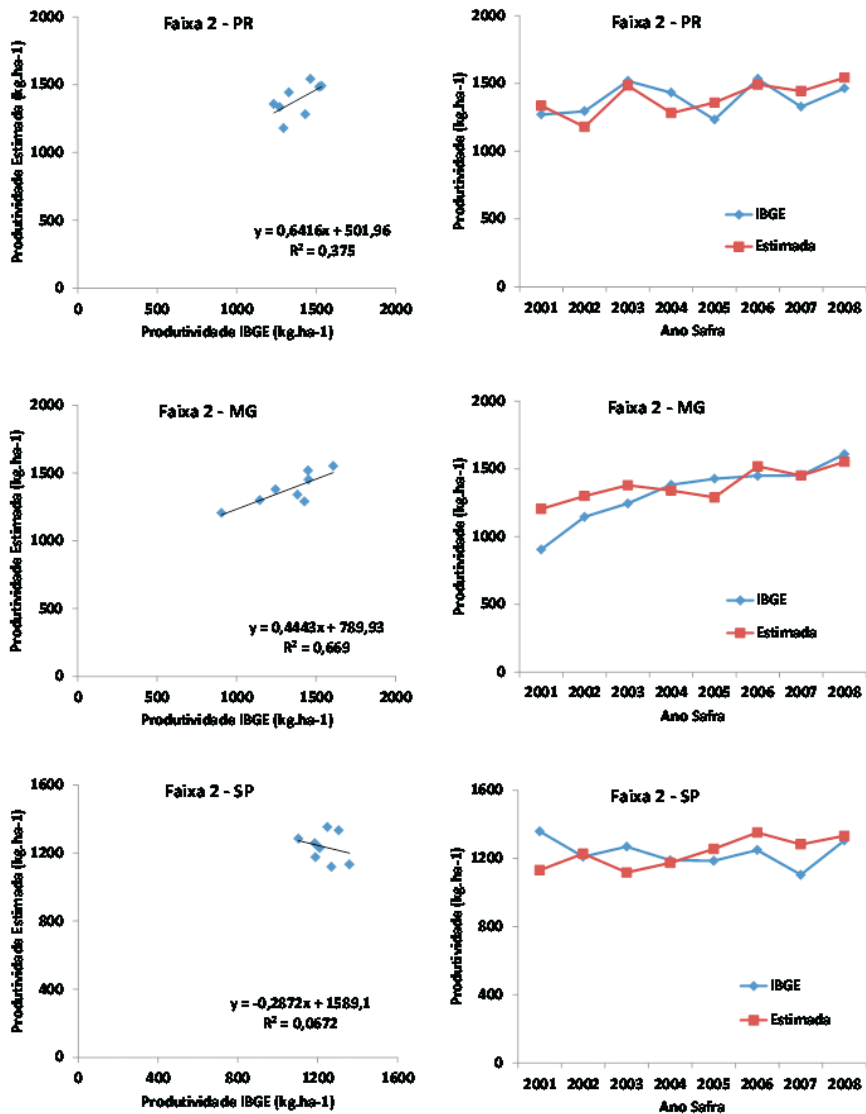 Faixa 2 - PR
Produtividade Estimada (kg.ha-1)
2000
1500
1000
500
0
y = 0,6416x + 501,96
R² = 0,375
0 500 1000 1500 2000
Produtividade IBGE (kg.ha-1)
Faixa 2 - PR
Produtividade (kg.ha-1)
2000
1500
1000
500
0
IBGE
Estimada
2001 2002 2003 2004 2005 2006 2007 2008
Ano Safra
Faixa 2 - MG
Produtividade Estimada (kg.ha-1)
2000
1500
1000
500
0
y = 0,4443x + 789,93
R² = 0,669
0 500 1000 1500 2000
Produtividade IBGE (kg.ha-1)
Faixa 2 - MG
Produtividade (kg.ha-1)
2000
1500
1000
500
0
IBGE
Estimada
2001 2002 2003 2004 2005 2006 2007 2008
Ano Safra
Faixa 2 - SP
Produtividade Estimada (kg.ha-1)
1600
1200
800
400
0
y = -0,2872x + 1589,1
R² = 0,0672
0 400 800 1200 1600
Produtividade IBGE (kg.ha-1)
Faixa 2 - SP
Produtividade (kg.ha-1)
1600
1200
800
400
0
IBGE
Estimada
2001 2002 2003 2004 2005 2006 2007 2008
Ano Safra